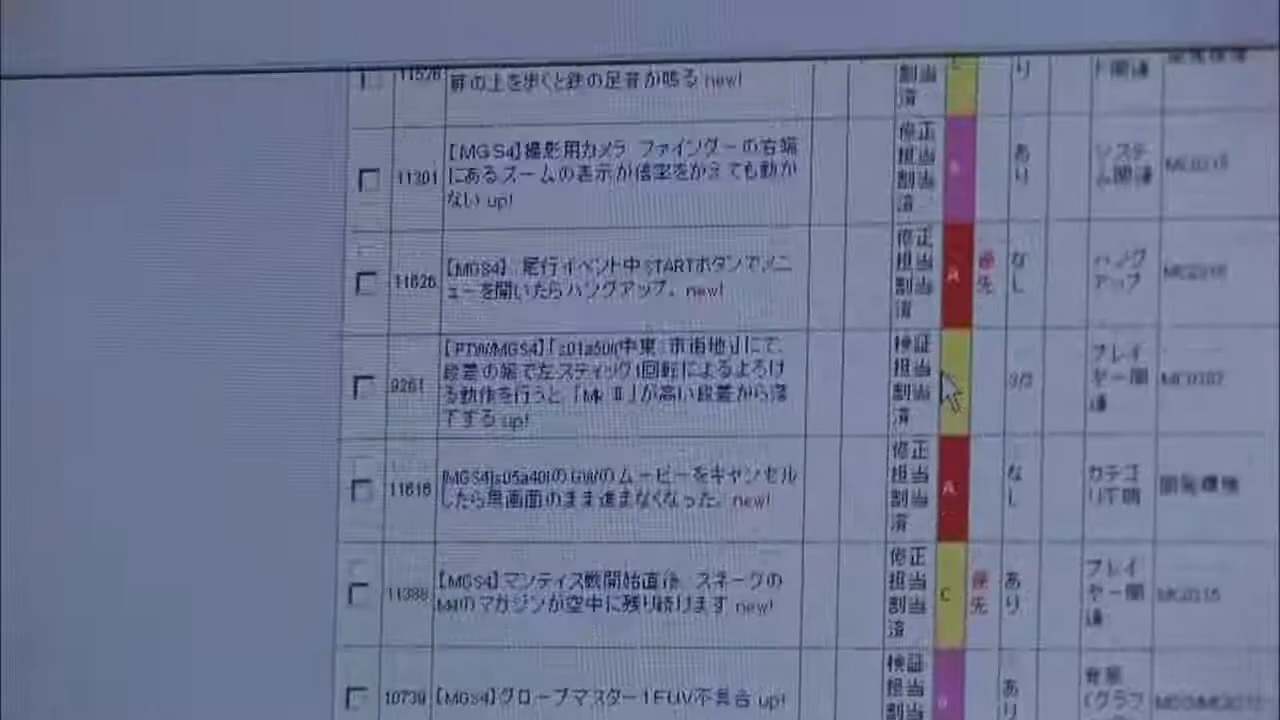 扉の上を歩くと鉄の足音が鳴る new!
割当
済
り
ド関連
11301
【MGS4】撮影用カメラ ファインダーの右端
にあるズームの表示が倍率をかえても動か
ない up!
修正
担当
割当
済
あ
り
システ
ム関連
11626
【MGS4】 尾行イベント中STARTボタンでメニ
ューを開いたらハングアップ。 new!
修正
担当
割当
済
A
優
先
な
し
ハング
アップ
9261
【PTW/MGS4】「s01a50l(中東：市街地)」にて、
段差の縁で左スティック1回転によるよろけ
る動作を行うと、「Mk.Ⅱ」が高い段差から落
下する up!
検証
担当
割当
済
プレイ
ヤー関
連
11616
[MGS4]s05a40lのGWのムービーをキャンセル
したら黒画面のまま進まなくなった。 new!
修正
担当
割当
済
A
な
し
カテゴ
リ不明
開発環境
11388
【MGS4】マンティス戦開始直後、スネークの
M4のマガジンが空中に残り続けます new!
修正
担当
割当
済
C
優
先
あ
り
プレイ
ヤー関
連
10739
【MGS4】グローブマスター1F UV不具合 up!
検証
担当
割当
あ
り
背景
(グラフ